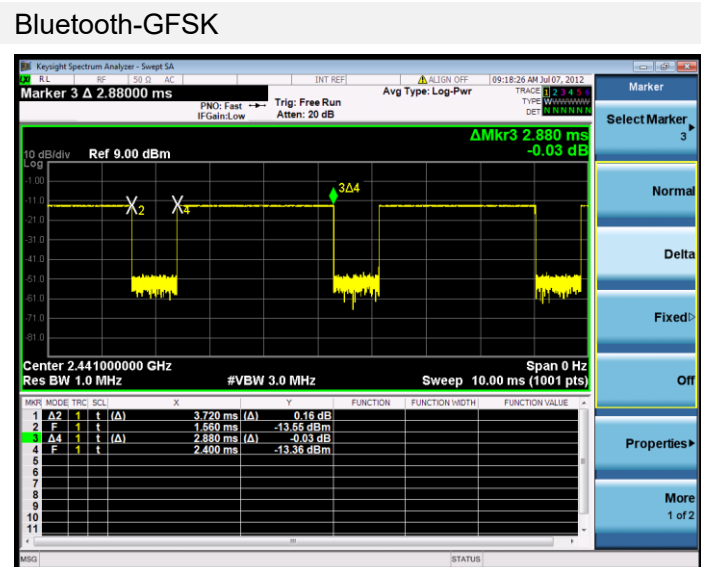 Bluetooth-GFSK
Keysight Spectrum Analyzer - Swept SA
RL RF 50 Ω AC INT REF ALIGN OFF 09:18:26 AM Jul 07, 2012
Marker 3 Δ 2.88000 ms
PNO: Fast Trig: Free Run
IFGain:Low Atten: 20 dB
Avg Type: Log-Pwr
TRACE 1 2 3 4 5 6
TYPE WWWWWW
DET N N N N N N
ΔMkr3 2.880 ms
-0.03 dB
10 dB/div Ref 9.00 dBm
Log
-1.00
-11.0
-21.0
-31.0
-41.0
-51.0
-61.0
-71.0
-81.0
2
4
3Δ4
Center 2.441000000 GHz Span 0 Hz
Res BW 1.0 MHz #VBW 3.0 MHz Sweep 10.00 ms (1001 pts)
MKR MODE TRC SCL X Y FUNCTION FUNCTION WIDTH FUNCTION VALUE
1 Δ2 1 t (Δ) 3.720 ms (Δ) 0.16 dB
2 F 1 t 1.560 ms -13.55 dBm
3 Δ4 1 t (Δ) 2.880 ms (Δ) -0.03 dB
4 F 1 t 2.400 ms -13.36 dBm
5
6
7
8
9
10
11
MSG STATUS
Marker
Select Marker
3
Normal
Delta
Fixed
Off
Properties
More
1 of 2